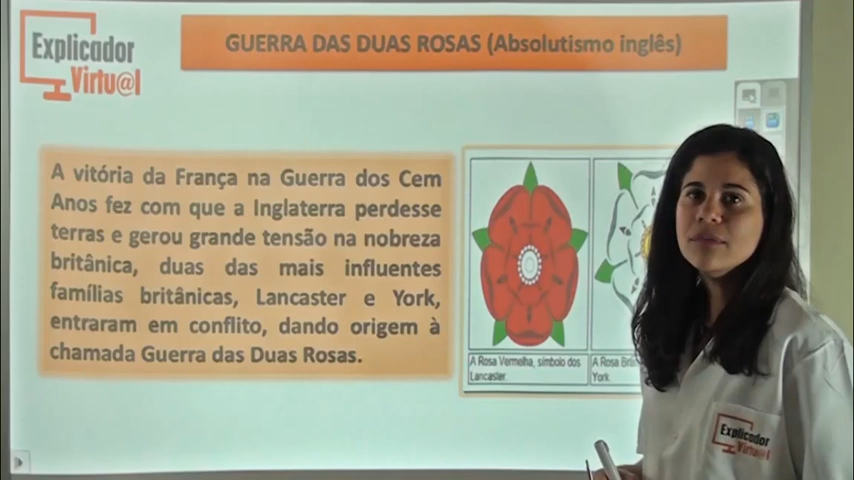 Explicador
Virtu@l
GUERRA DAS DUAS ROSAS (Absolutismo inglês)
A vitória da França na Guerra dos Cem
Anos fez com que a Inglaterra perdesse
terras e gerou grande tensão na nobreza
britânica, duas das mais influentes
famílias britânicas, Lancaster e York,
entraram em conflito, dando origem à
chamada Guerra das Duas Rosas.
A Rosa Vermelha, símbolo dos
Lancaster.
A Rosa
York.
Explicador
Virtu@l